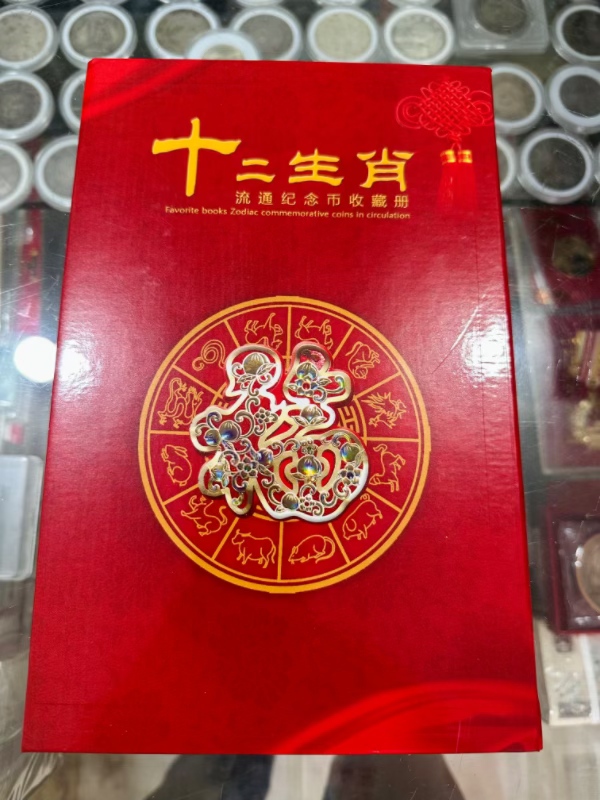 十二生肖
流通纪念币收藏册
Favorite books Zodiac commemorative coins in circulation